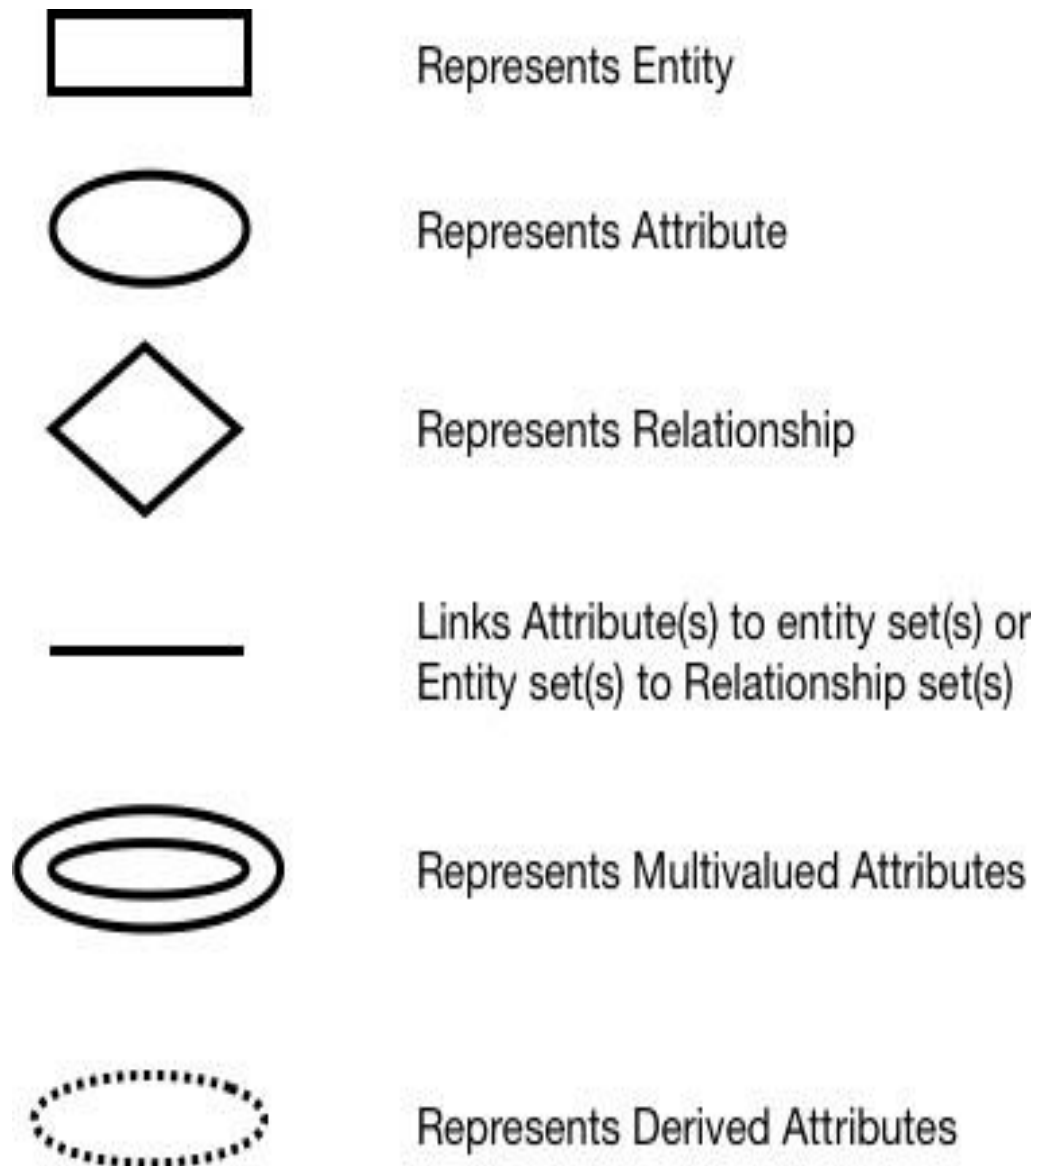 Represents Entity
Represents Attribute
Represents Relationship
Links Attribute(s) to entity set(s) or
Entity set(s) to Relationship set(s)
Represents Multivalued Attributes
Represents Derived Attributes